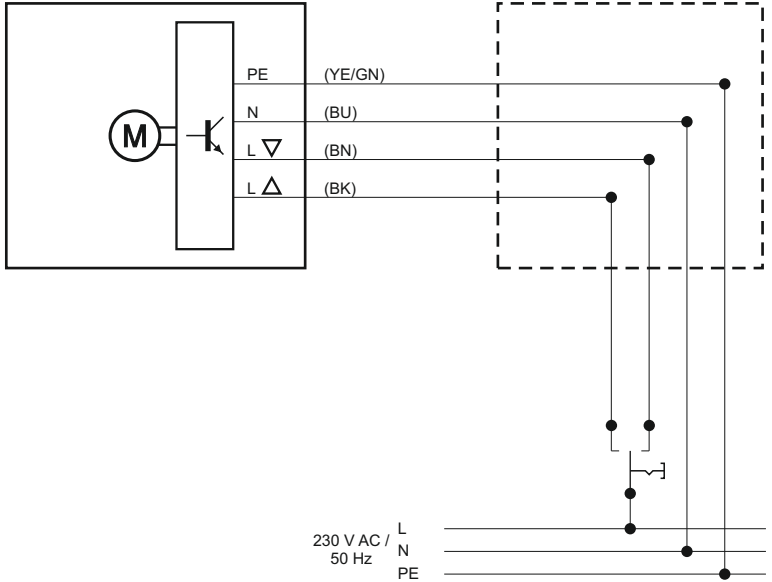 PE (YE/GN)
N (BU)
M
L ▽ (BN)
L △ (BK)
230 V AC /
50 Hz
L
N
PE